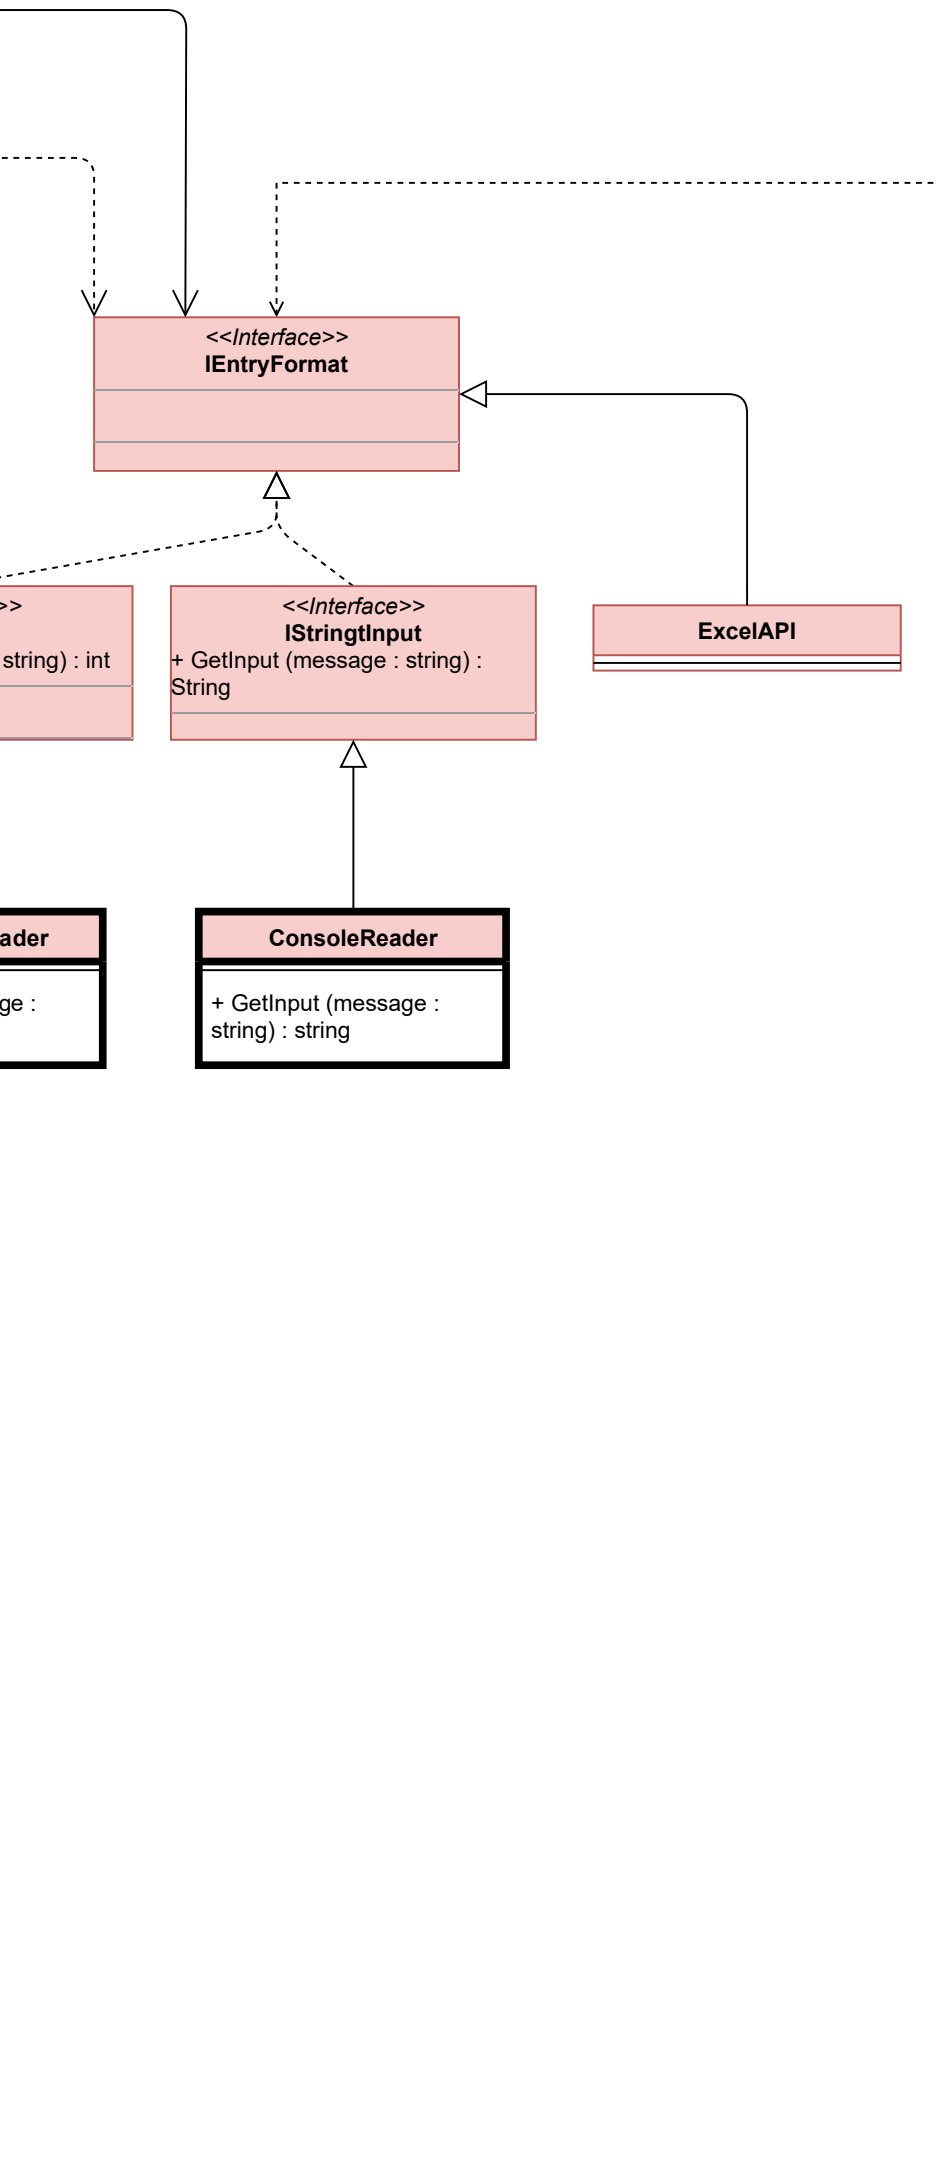 <<Interface>>
IEntryFormat
>>
string) : int
<<Interface>>
IStringtInput
+ GetInput (message : string) :
String
ExcelAPI
ader
ge :
ConsoleReader
+ GetInput (message :
string) : string